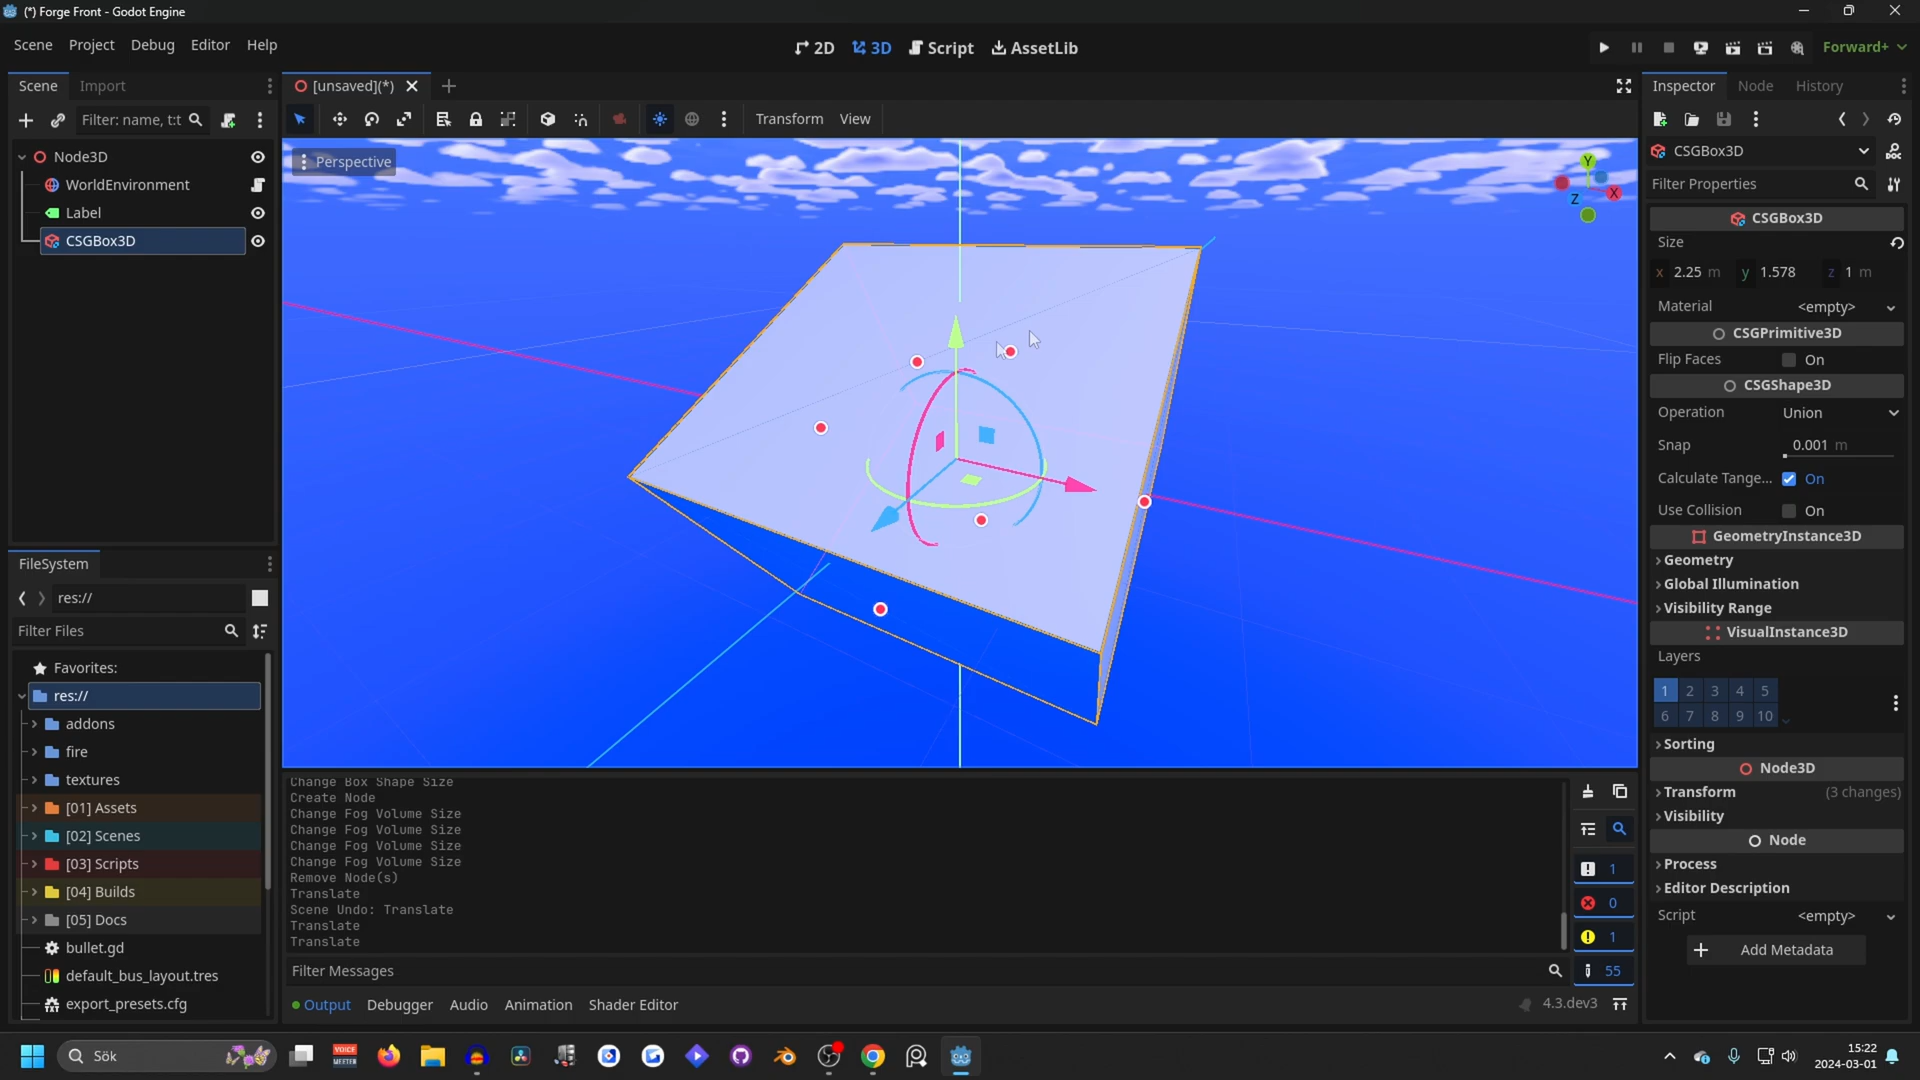 (*) Forge Front - Godot Engine
Scene Project Debug Editor Help
2D 3D Script AssetLib
Forward+
Scene Import
Filter: name, t:t
Node3D
WorldEnvironment
Label
CSGBox3D
[unsaved](*)
Transform View
Perspective
Y
X
Z
Inspector Node History
CSGBox3D
DOC
Filter Properties
CSGBox3D
Size
x 2.25 m y 1.578 z 1 m
Material <empty>
CSGPrimitive3D
Flip Faces On
CSGShape3D
Operation Union
Snap 0.001 m
Calculate Tange... On
Use Collision On
GeometryInstance3D
Geometry
Global Illumination
Visibility Range
VisualInstance3D
Layers
1 2 3 4 5
6 7 8 9 10
Sorting
Node3D
Transform (3 changes)
Visibility
Node
Process
Editor Description
Script <empty>
Add Metadata
FileSystem
res://
Filter Files
Favorites:
res://
addons
fire
textures
[01] Assets
[02] Scenes
[03] Scripts
[04] Builds
[05] Docs
bullet.gd
default_bus_layout.tres
export_presets.cfg
Change Box Shape Size
Create Node
Change Fog Volume Size
Change Fog Volume Size
Change Fog Volume Size
Change Fog Volume Size
Remove Node(s)
Translate
Scene Undo: Translate
Translate
Translate
1
0
1
55
Filter Messages
Output Debugger Audio Animation Shader Editor
4.3.dev3
Sök
VOICE
MEETER
15:22
2024-03-01